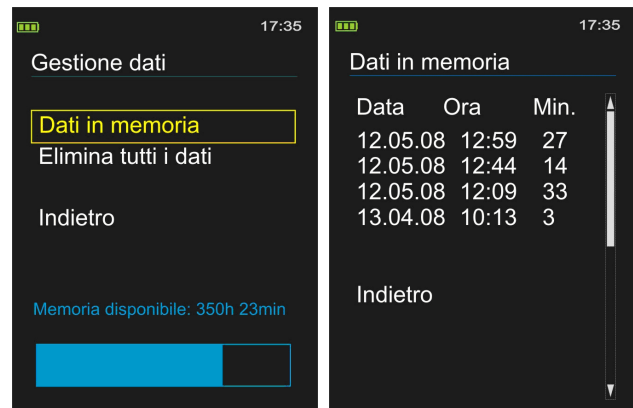 17:35
Gestione dati
Dati in memoria
Elimina tutti i dati
Indietro
Memoria disponibile: 350h 23min
17:35
Dati in memoria
Data Ora Min.
12.05.08 12:59 27
12.05.08 12:44 14
12.05.08 12:09 33
13.04.08 10:13 3
Indietro